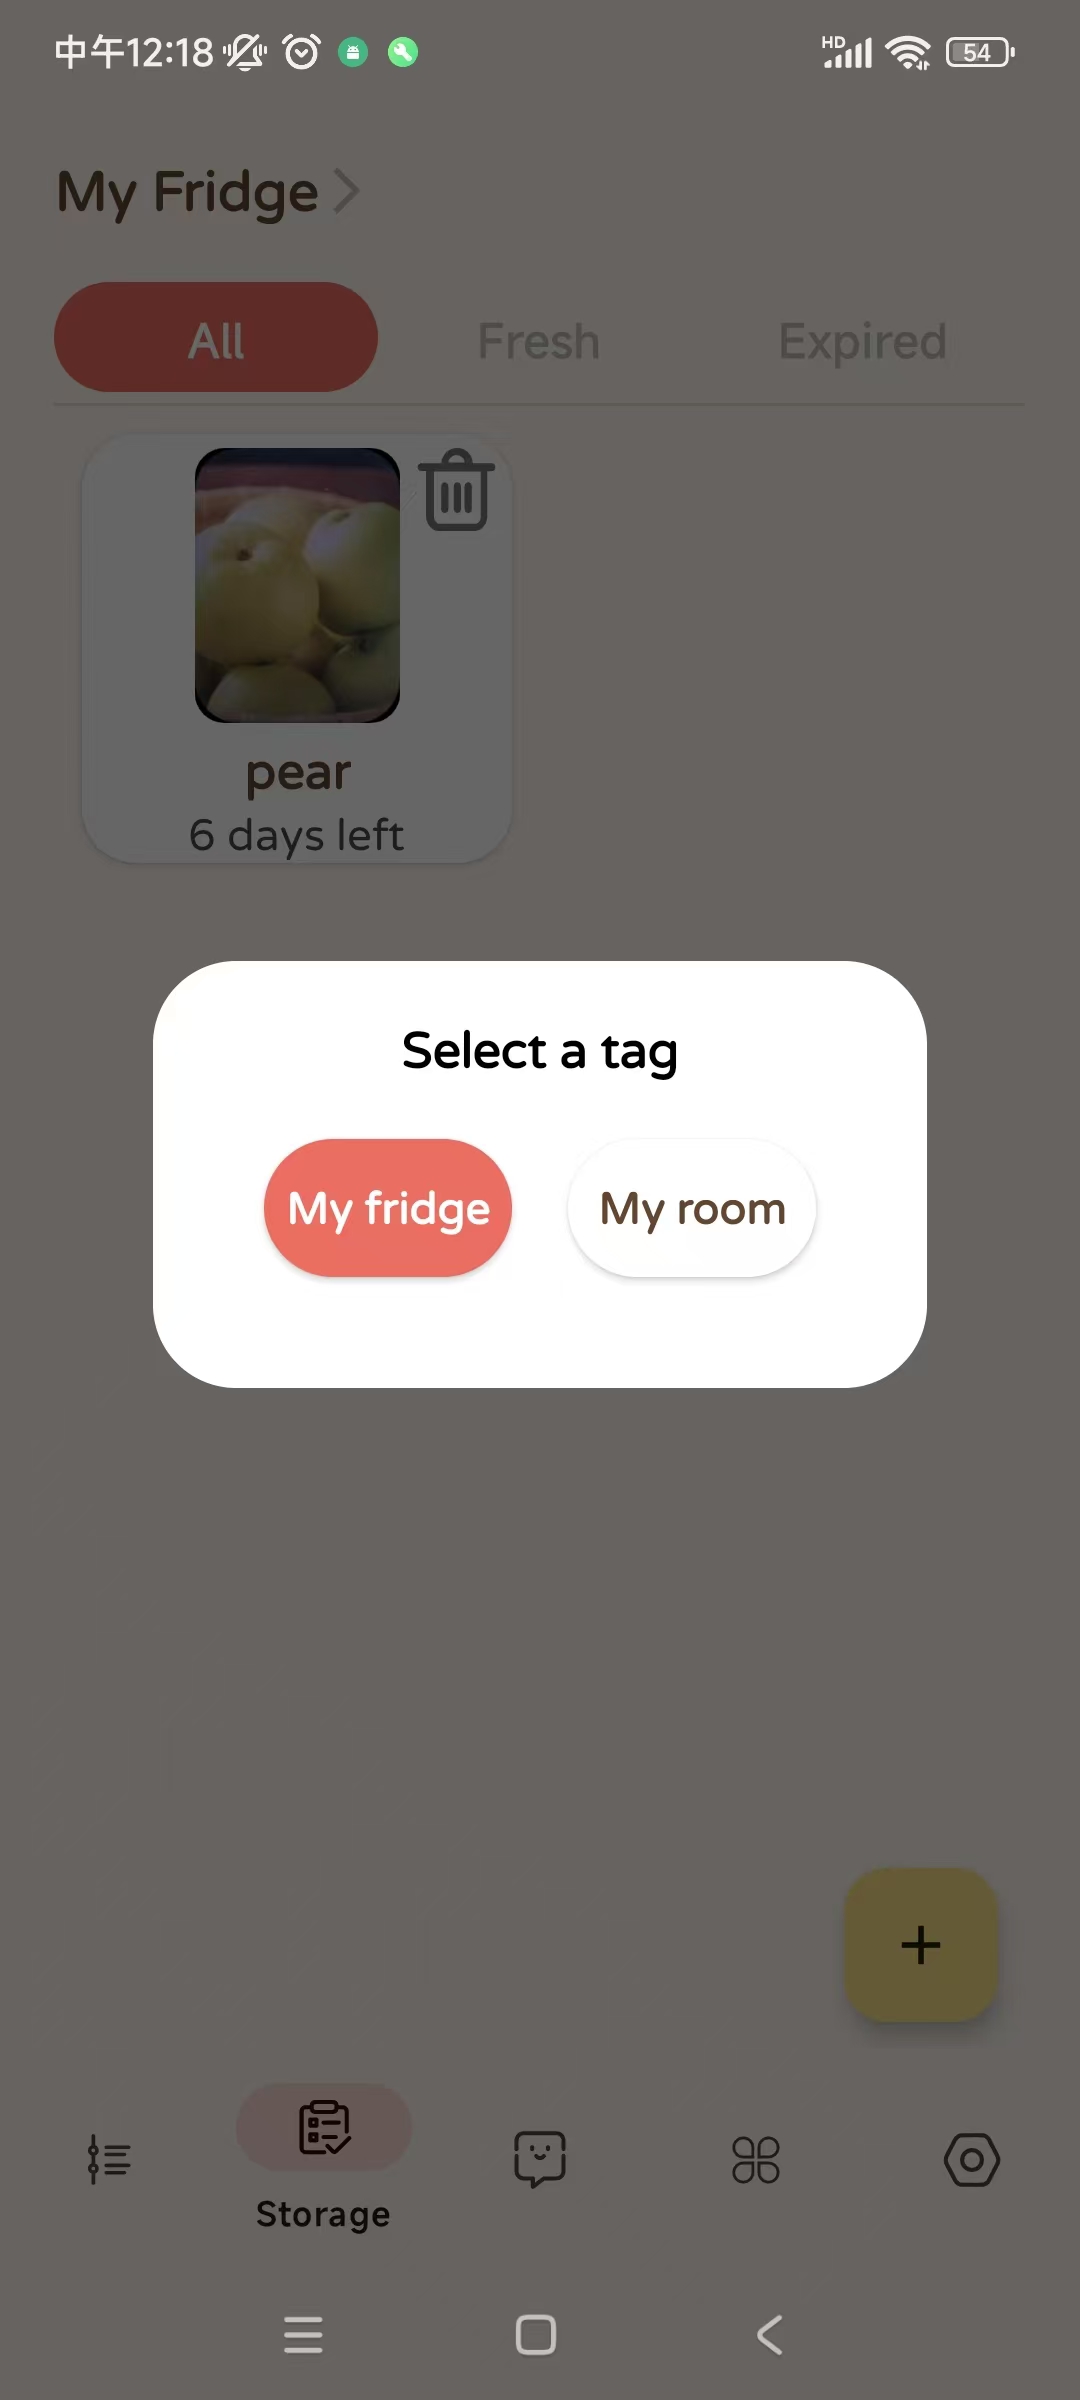 中午12:18 HD 54
My Fridge
All Fresh Expired
pear
6 days left
Select a tag
My fridge My room
+
Storage